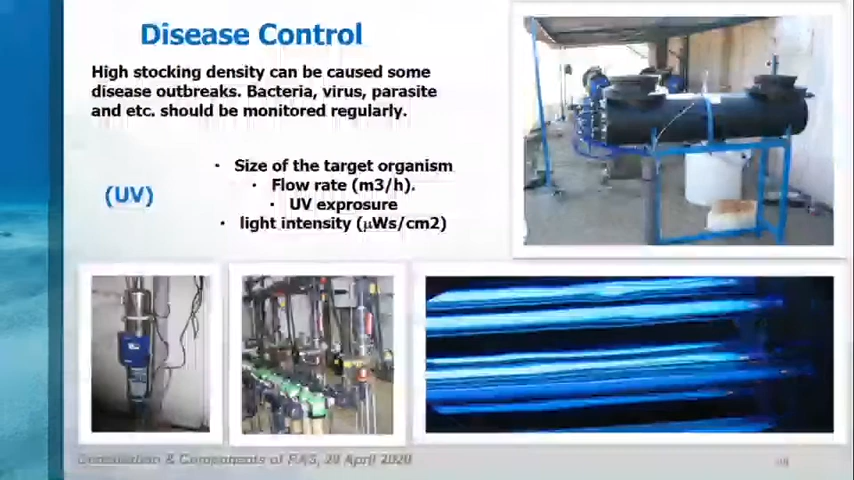 Disease Control
High stocking density can be caused some
disease outbreaks. Bacteria, virus, parasite
and etc. should be monitored regularly.
(UV)
• Size of the target organism
• Flow rate (m3/h).
• UV exprosure
• light intensity (µWs/cm2)
& Components of RAS, 29 April 2020